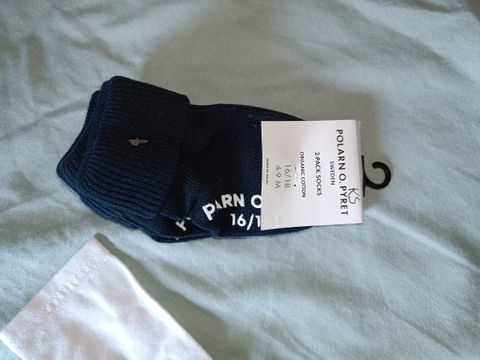 POLARN O. PYRET
SWEDEN
2-PACK SOCKS
ORGANIC COTTON
16/18
4-9 M
KS
PARN O.
16/1